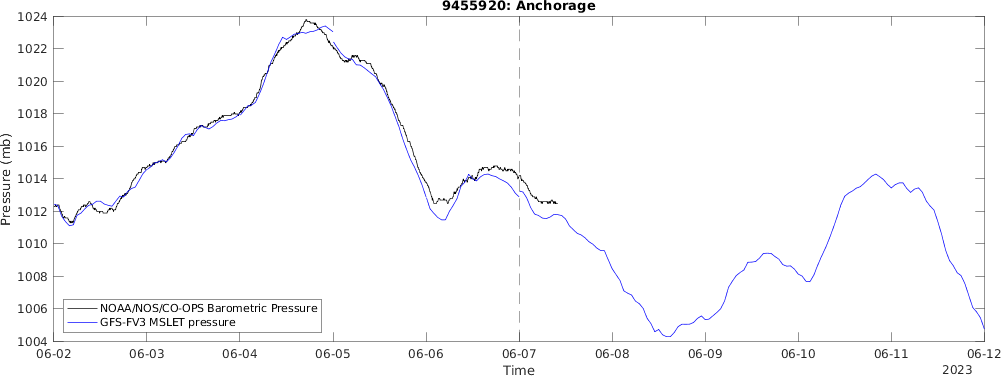 9455920: Anchorage
Pressure (mb)
1024
1022
1020
1018
1016
1014
1012
1010
1008
1006
1004
NOAA/NOS/CO-OPS Barometric Pressure
GFS-FV3 MSLET pressure
06-02 06-03 06-04 06-05 06-06 06-07 06-08 06-09 06-10 06-11 06-12
Time
2023